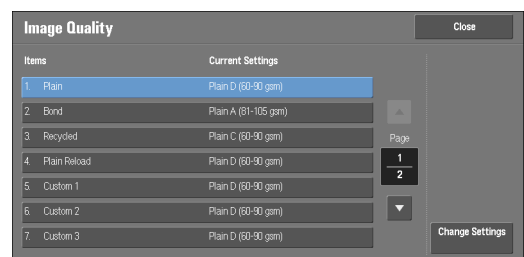 Image Quality
Close
Items Current Settings
1. Plain Plain D (60-90 gsm)
2. Bond Plain A (81-105 gsm)
3. Recycled Plain C (60-90 gsm)
4. Plain Reload Plain D (60-90 gsm)
5. Custom 1 Plain D (60-90 gsm)
6. Custom 2 Plain D (60-90 gsm)
7. Custom 3 Plain D (60-90 gsm)
Page
1
2
Change Settings